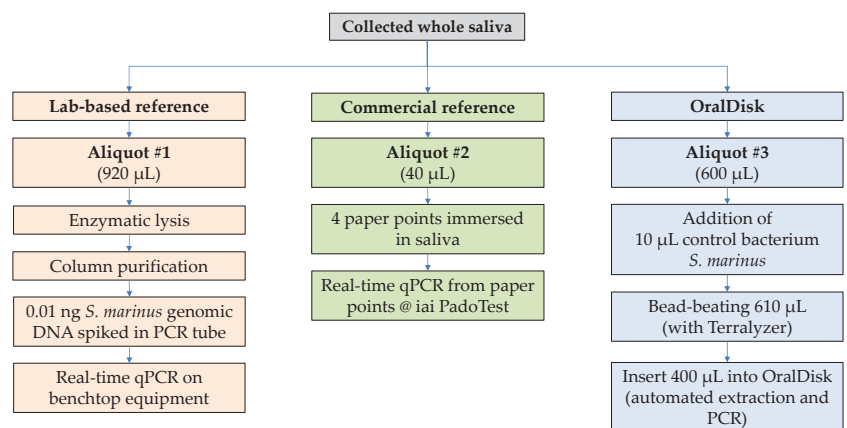 Collected whole saliva
Lab-based reference
Aliquot #1
(920 µL)
Enzymatic lysis
Column purification
0.01 ng S. marinus genomic
DNA spiked in PCR tube
Real-time qPCR on
benchtop equipment
Commercial reference
Aliquot #2
(40 µL)
4 paper points immersed
in saliva
Real-time qPCR from paper
points @ iai PadoTest
OralDisk
Aliquot #3
(600 µL)
Addition of
10 µL control bacterium
S. marinus
Bead-beating 610 µL
(with Terralyzer)
Insert 400 µL into OralDisk
(automated extraction and
PCR)